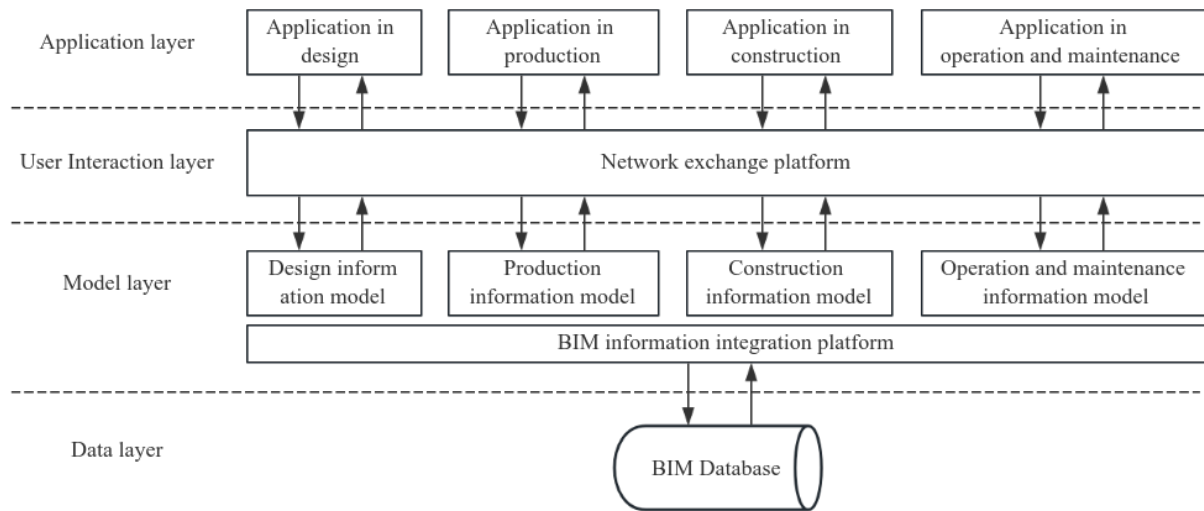 Application layer
Application in
design
Application in
production
Application in
construction
Application in
operation and maintenance
User Interaction layer
Network exchange platform
Model layer
Design inform
ation model
Production
information model
Construction
information model
Operation and maintenance
information model
BIM information integration platform
Data layer
BIM Database